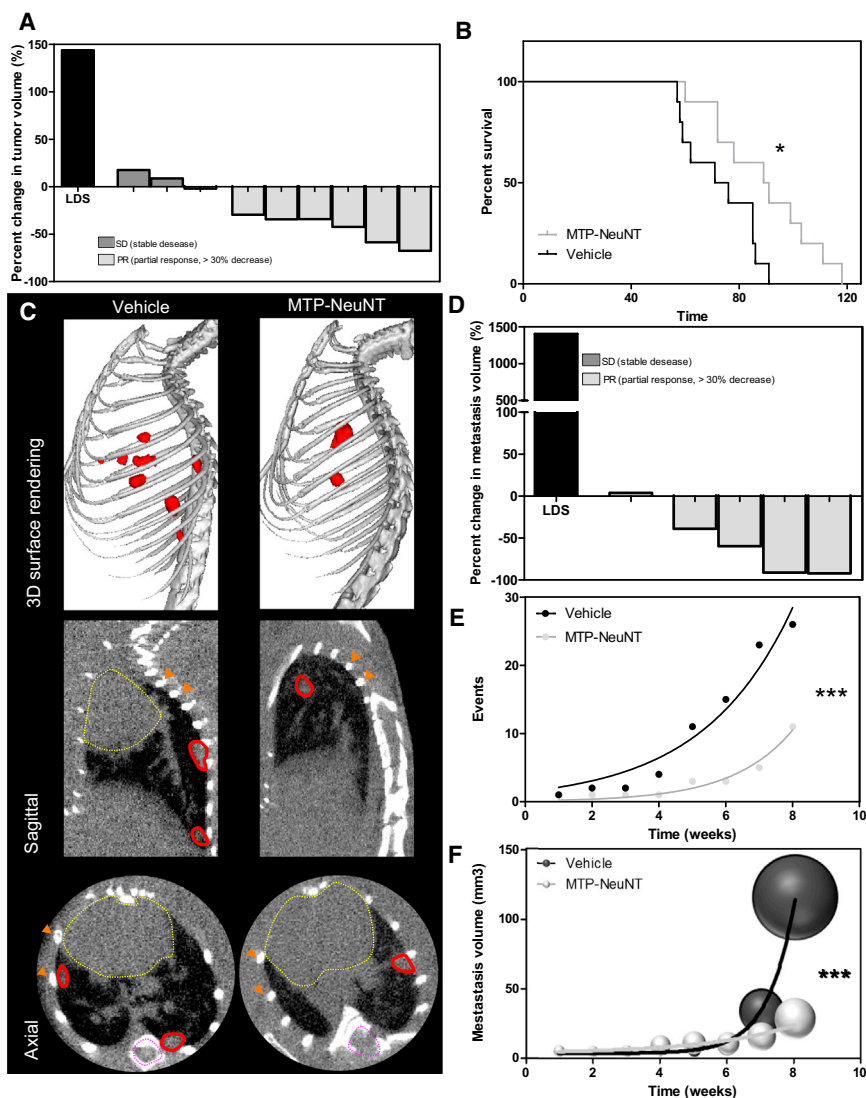 A
Percent change in tumor volume (%)
150
100
50
0
-50
-100
LDS
SD (stable desease)
PR (partial response, > 30% decrease)
B
Percent survival
100
50
0
0
40
80
120
Time
*
MTP-NeuNT
Vehicle
C
Vehicle
MTP-NeuNT
3D surface rendering
Sagittal
Axial
D
Percent change in metastasis volume (%)
1500
1000
500
100
50
0
-50
-100
LDS
SD (stable desease)
PR (partial response, > 30% decrease)
E
Events
30
20
10
0
0
2
4
6
8
10
Time (weeks)
Vehicle
MTP-NeuNT
***
F
Mestastasis volume (mm3)
150
100
50
0
0
2
4
6
8
10
Time (weeks)
Vehicle
MTP-NeuNT
***